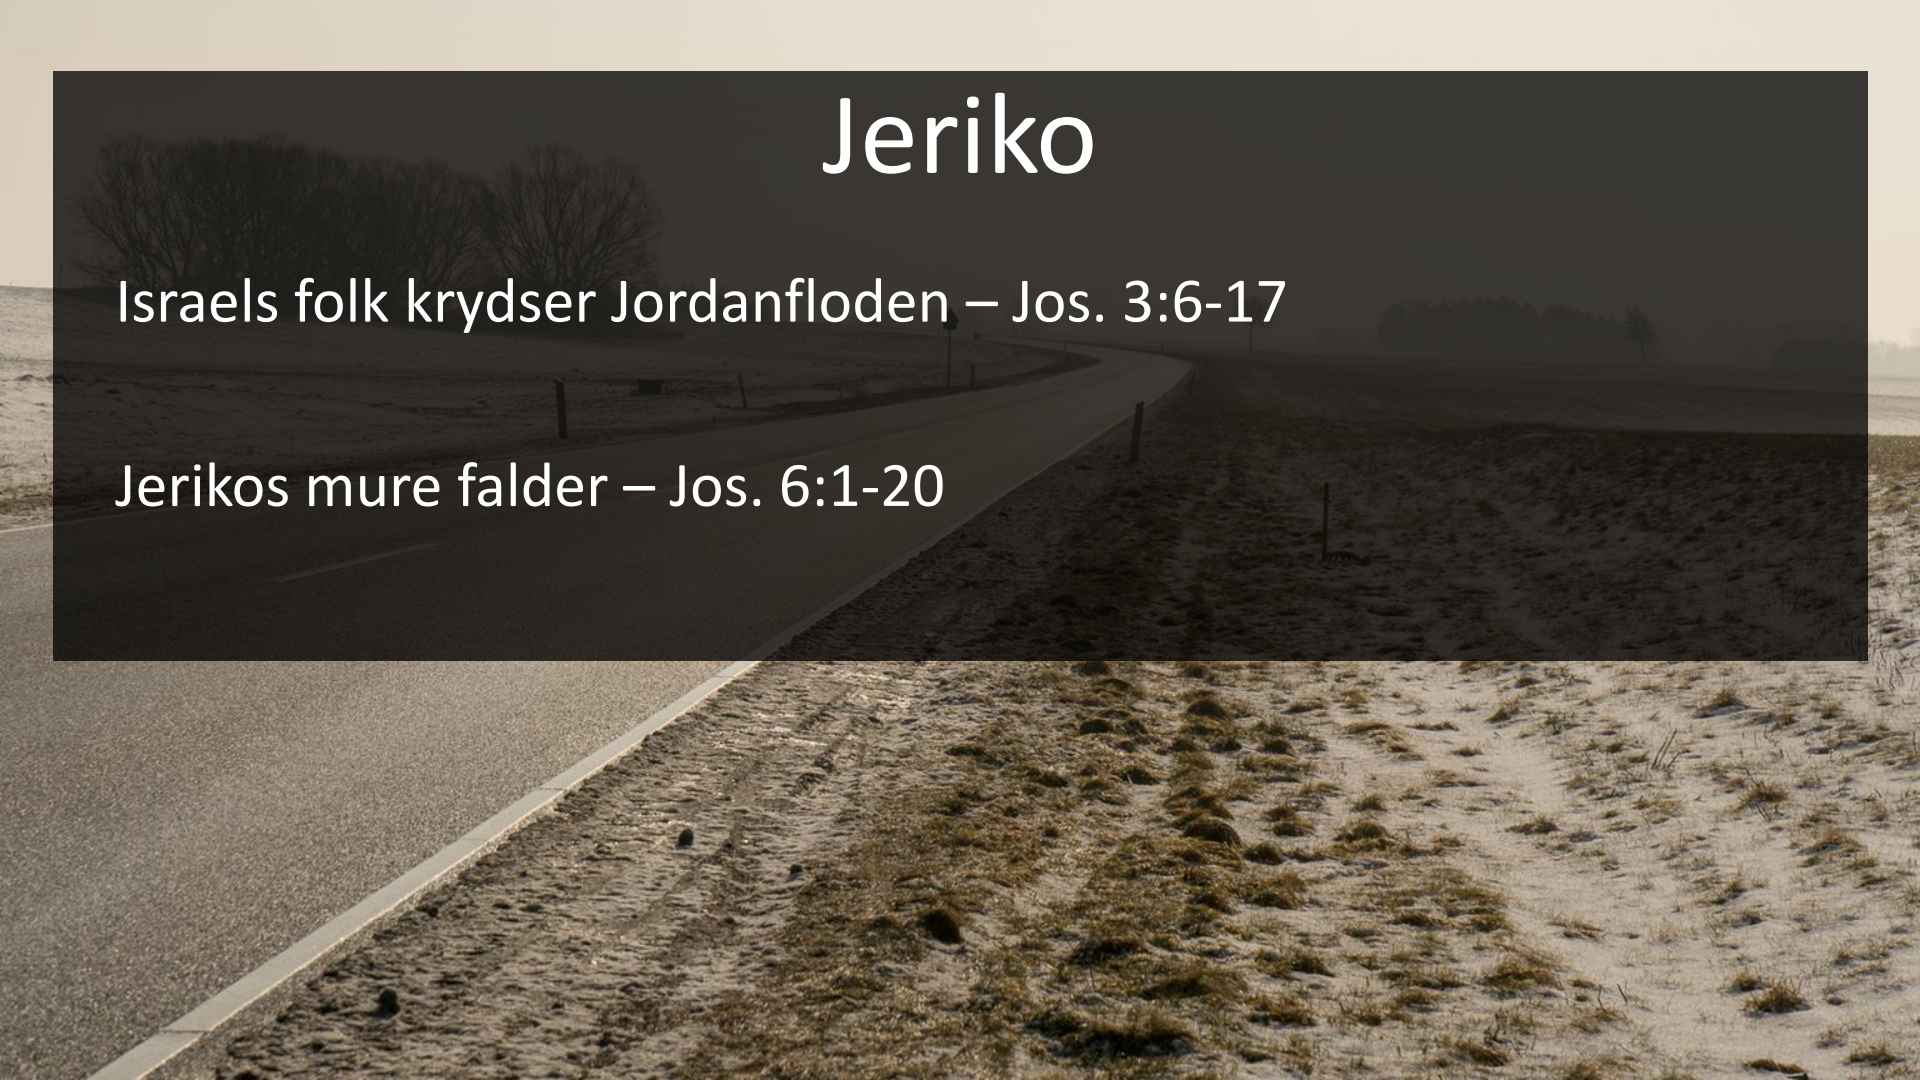 Jeriko
Israels folk krydser Jordanfloden – Jos. 3:6-17
Jerikos mure falder – Jos. 6:1-20